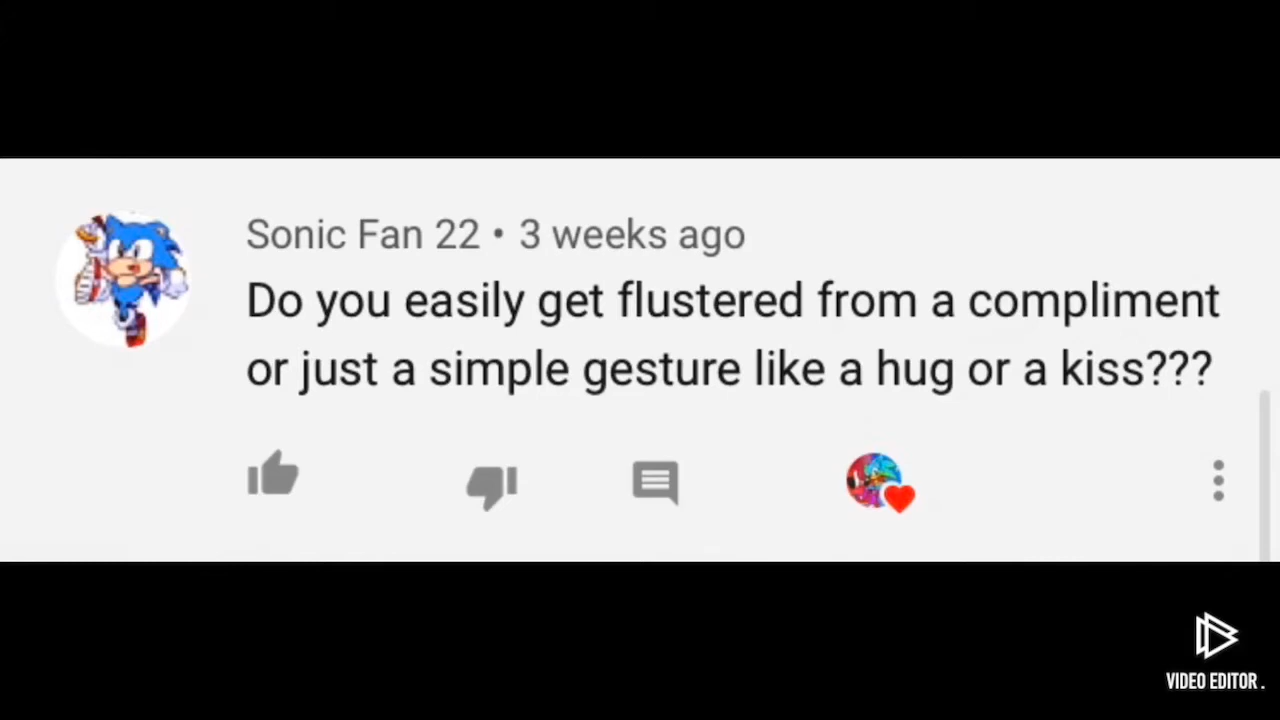 Sonic Fan 22 • 3 weeks ago
Do you easily get flustered from a compliment
or just a simple gesture like a hug or a kiss???
VIDEO EDITOR .